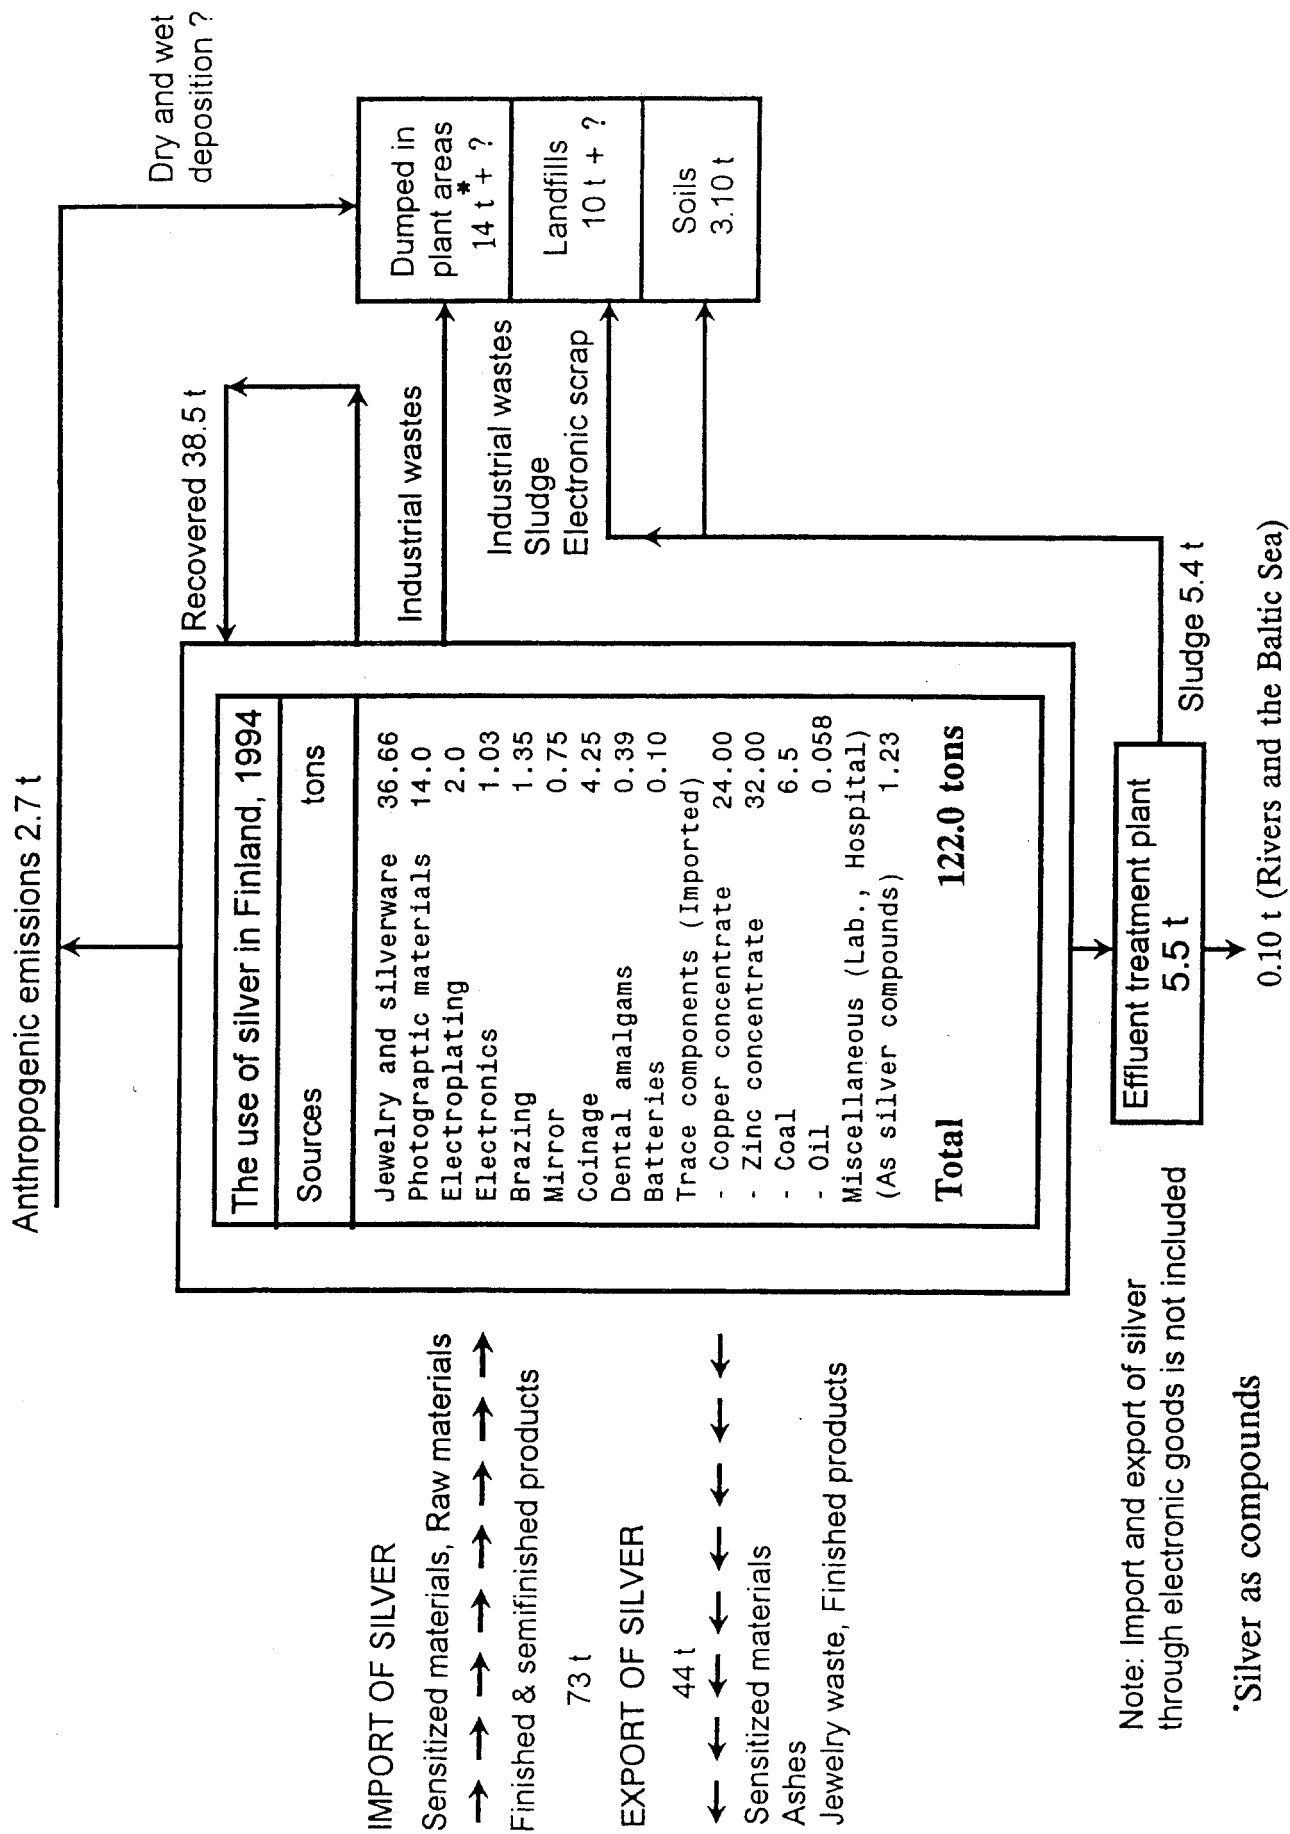 Anthropogenic emissions 2.7 t
Dry and wet
deposition ?
Recovered 38.5 t
IMPORT OF SILVER
Sensitized materials, Raw materials
Finished & semifinished products
73 t
EXPORT OF SILVER
44 t
Sensitized materials
Ashes
Jewelry waste, Finished products
The use of silver in Finland, 1994
Sources tons
Jewelry and silverware 36.66
Photograptic materials 14.0
Electroplating 2.0
Electronics 1.03
Brazing 1.35
Mirror 0.75
Coinage 4.25
Dental amalgams 0.39
Batteries 0.10
Trace components (Imported)
- Copper concentrate 24.00
- Zinc concentrate 32.00
- Coal 6.5
- Oil 0.058
Miscellaneous (Lab., Hospital)
(As silver compounds) 1.23
Total 122.0 tons
Industrial wastes
Industrial wastes
Sludge
Electronic scrap
Dumped in
plant areas
14 t* + ?
Landfills
10 t + ?
Soils
3.10 t
Effluent treatment plant
5.5 t
Sludge 5.4 t
0.10 t (Rivers and the Baltic Sea)
Note: Import and export of silver
through electronic goods is not included
*Silver as compounds